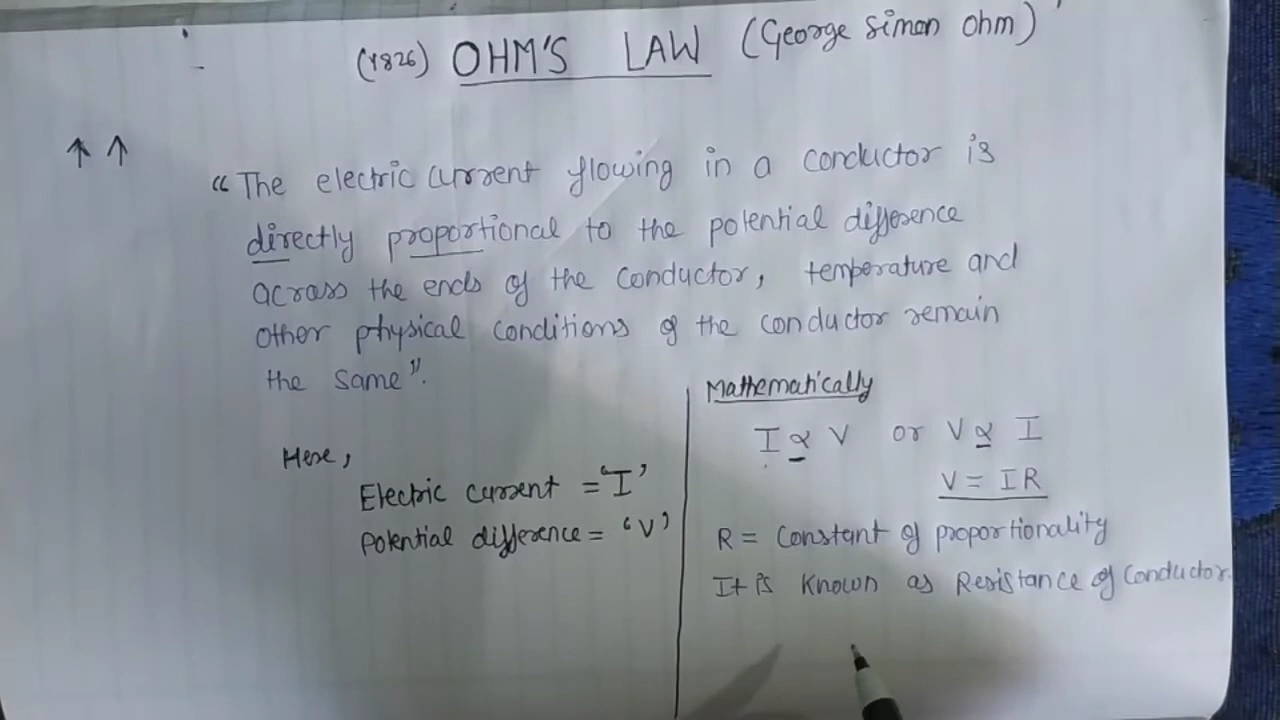 (1826) OHM'S LAW (George Simon Ohm)
↑ ↑
"The electric current flowing in a conductor is
directly proportional to the potential difference
across the ends of the conductor, temperature and
other physical conditions of the conductor remain
the same".
Here,
Electric current = 'I'
Potential difference = 'V'
Mathematically
I ∝ V or V ∝ I
V = IR
R = Constant of proportionality
It is Known as Resistance of Conductor.